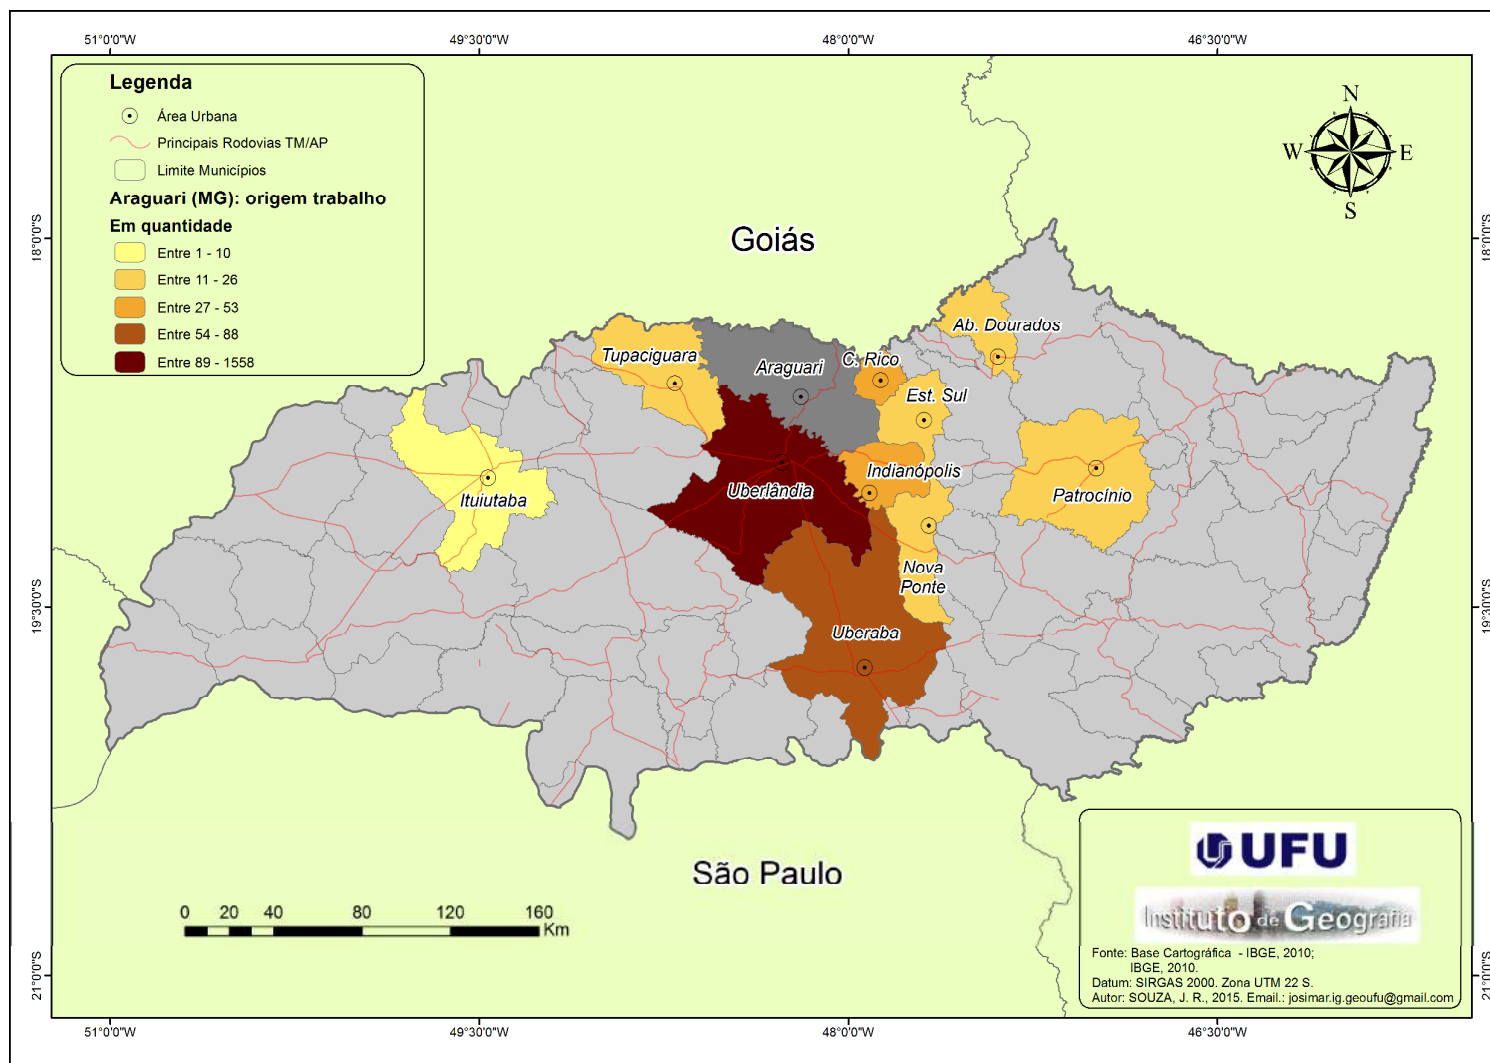 51°0'0"W
49°30'0"W
48°0'0"W
46°30'0"W
Legenda
Área Urbana
Principais Rodovias TM/AP
Limite Municípios
Araguari (MG): origem trabalho
Em quantidade
Entre 1 - 10
Entre 11 - 26
Entre 27 - 53
Entre 54 - 88
Entre 89 - 1558
N
W
E
S
18°0'0"S
18°0'0"S
Goiás
Ab. Dourados
Tupaciguara
Araguari
C. Rico
Est. Sul
Indianópolis
Uberlândia
Ituiutaba
Patrocínio
Nova
Ponte
Uberaba
19°30'0"S
19°30'0"S
São Paulo
0 20 40 80 120 160
Km
UFU
Instituto de Geografia
Fonte: Base Cartográfica - IBGE, 2010;
IBGE, 2010.
Datum: SIRGAS 2000. Zona UTM 22 S.
Autor: SOUZA, J. R., 2015. Email.: josimar.ig.geoufu@gmail.com
21°0'0"S
21°0'0"S
51°0'0"W
49°30'0"W
48°0'0"W
46°30'0"W